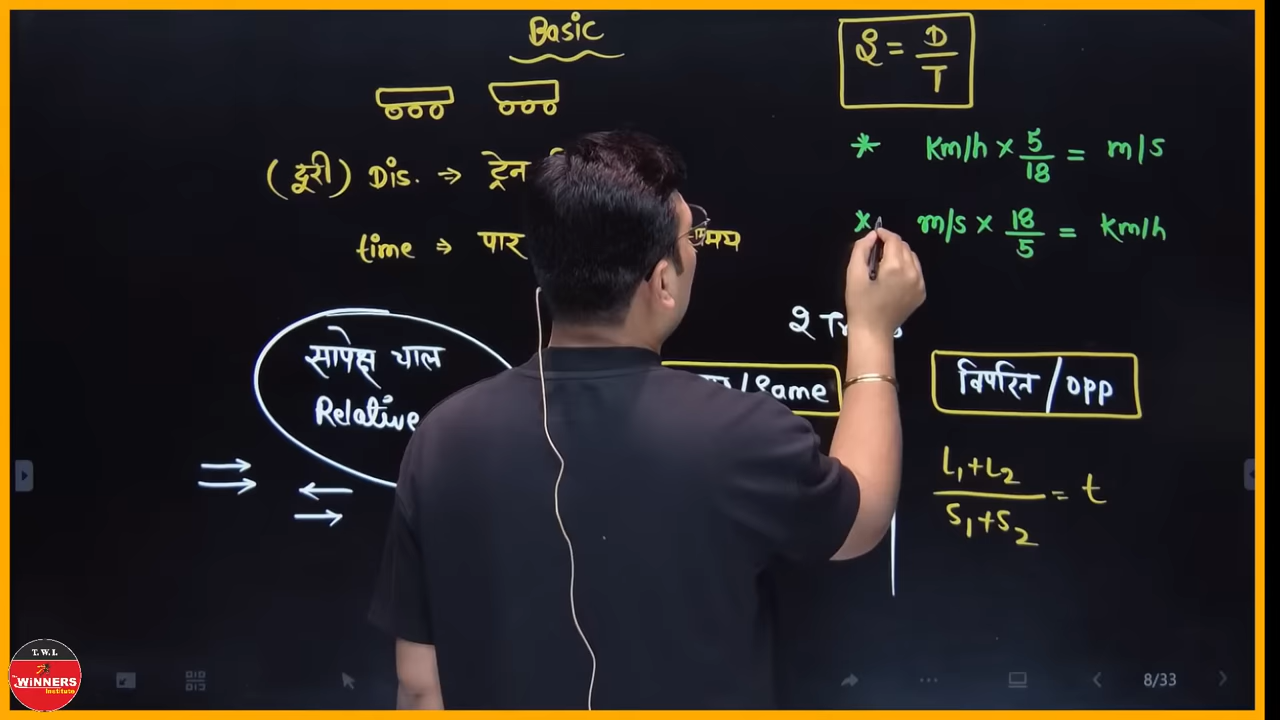 Basic
S = D / T
* Km/h × 5/18 = m/s
(दूरी) Dis. → ट्रेन
* m/s × 18/5 = Km/h
time → पार
2
सापेक्ष चाल
Relative
/ Same
विपरित / opp
L₁+L₂ / S₁+S₂ = t
T.W.I.
The WiNNERS
Institute
8/33